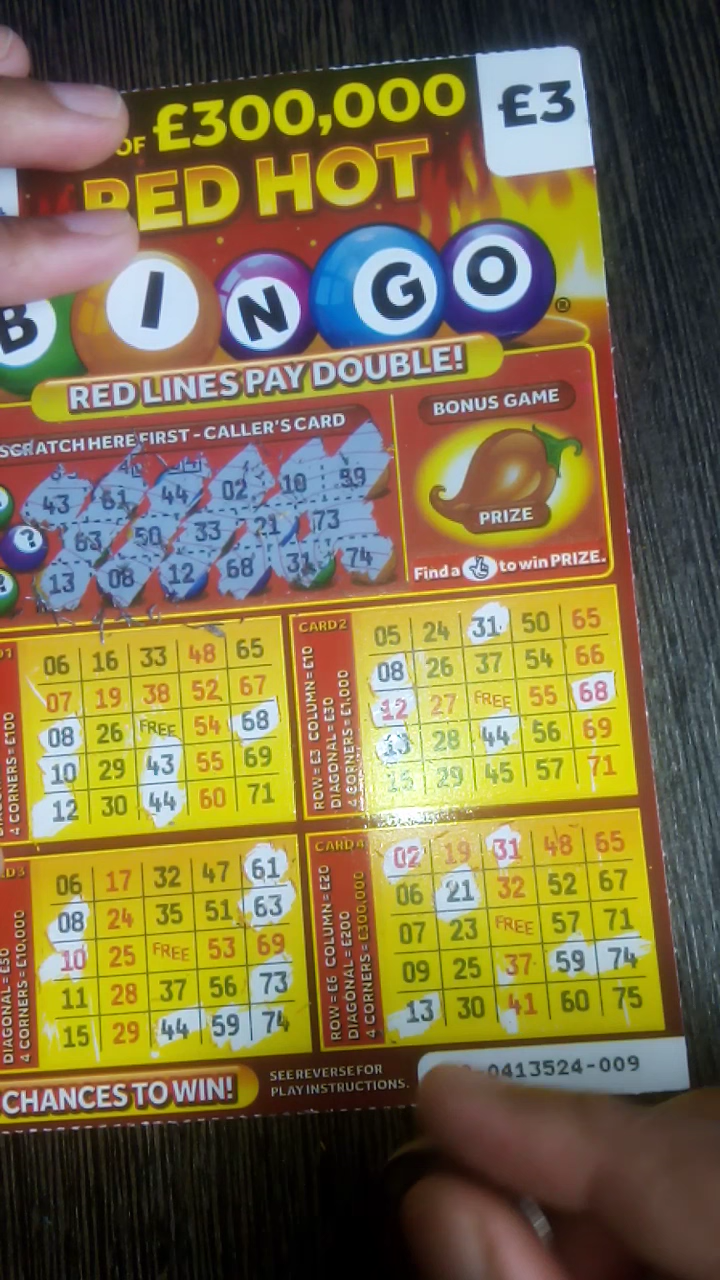 OF £300,000
£3
RED HOT
BINGO®
RED LINES PAY DOUBLE!
SCRATCH HERE FIRST - CALLER'S CARD
43 61 44 02 10 59
63 50 33 21 73
13 08 12 68 31 74
? ?
BONUS GAME
PRIZE
Find a to win PRIZE.
06 16 33 48 65
07 19 38 52 67
08 26 FREE 54 68
10 29 43 55 69
12 30 44 60 71
4 CORNERS = £100
CARD 2
05 24 31 50 65
08 26 37 54 66
12 27 FREE 55 68
13 28 44 56 69
15 29 45 57 71
ROW = £3 COLUMN = £10
DIAGONAL = £30
4 CORNERS = £1,000
06 17 32 47 61
08 24 35 51 63
10 25 FREE 53 69
11 28 37 56 73
15 29 44 59 74
DIAGONAL = £50
4 CORNERS = £10,000
CARD 4
02 19 31 48 65
06 21 32 52 67
07 23 FREE 57 71
09 25 37 59 74
13 30 41 60 75
ROW = £6 COLUMN = £20
DIAGONAL = £200
4 CORNERS = £300,000
CHANCES TO WIN!
SEE REVERSE FOR
PLAY INSTRUCTIONS.
-0413524-009